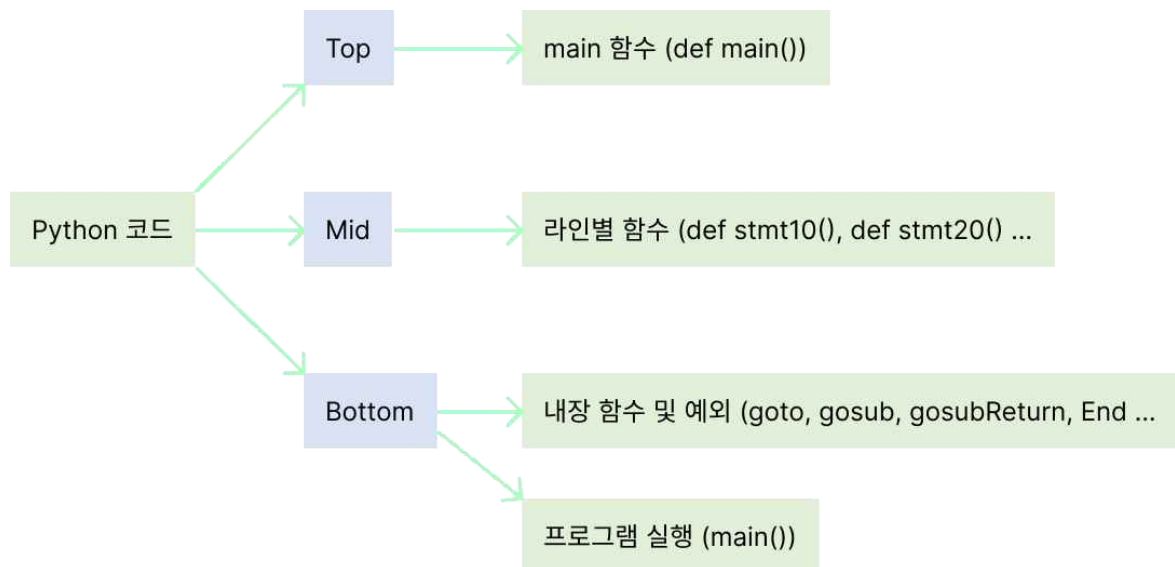 Top
main 함수 (def main())
Python 코드
Mid
라인별 함수 (def stmt10(), def stmt20() ...
Bottom
내장 함수 및 예외 (goto, gosub, gosubReturn, End ...
프로그램 실행 (main())